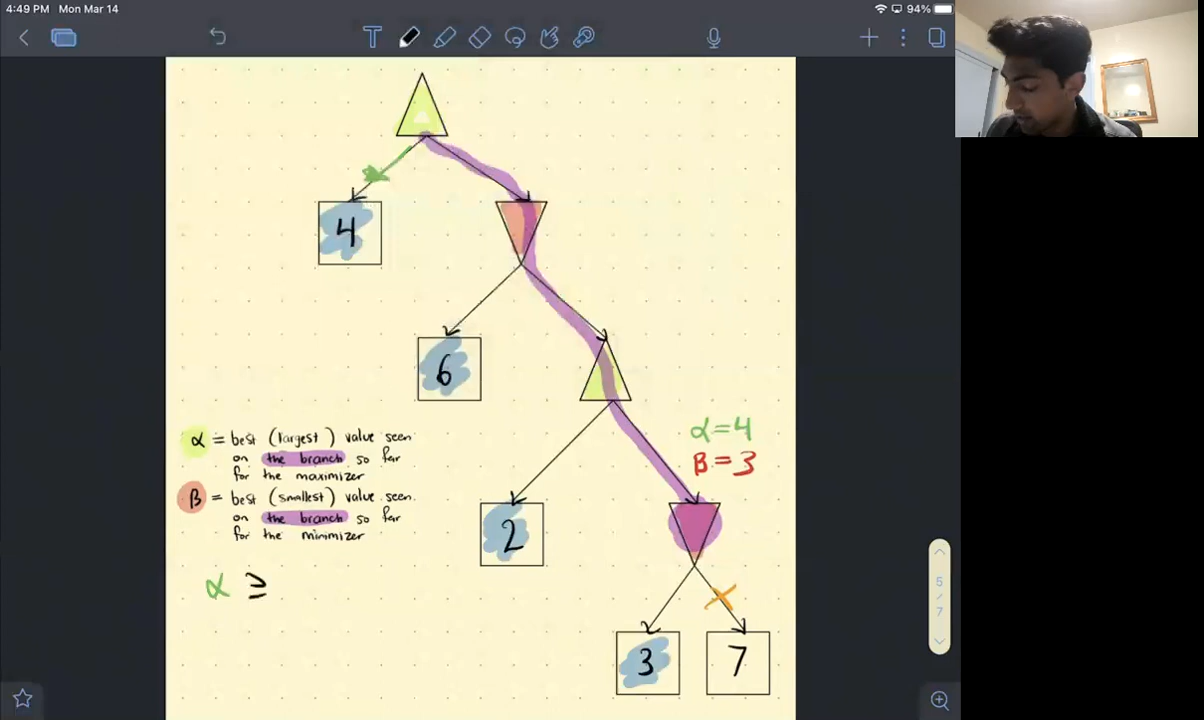 4:49 PM Mon Mar 14
94%
T
4
6
α = best (largest) value seen
on the branch so far
for the maximizer
β = best (smallest) value seen
on the branch so far
for the minimizer
α=4
β=3
2
α ≥
5
/
7
3
7